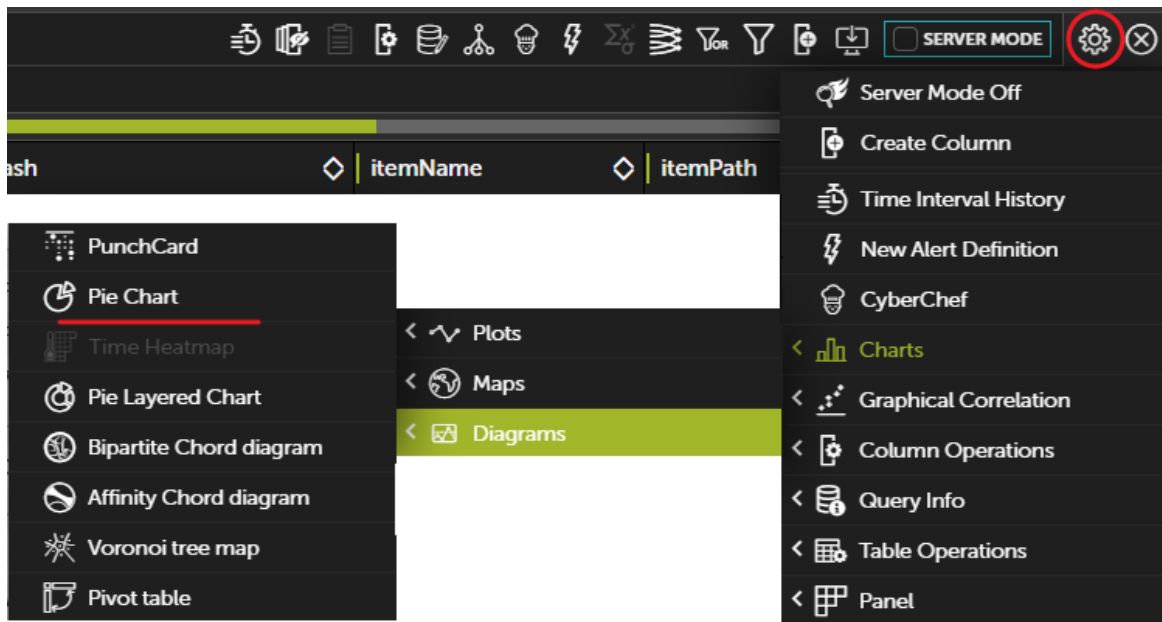 OR
SERVER MODE
Server Mode Off
Create Column
ash
itemName
itemPath
Time Interval History
New Alert Definition
CyberChef
Charts
Graphical Correlation
Column Operations
Query Info
Table Operations
Panel
Plots
Maps
Diagrams
PunchCard
Pie Chart
Time Heatmap
Pie Layered Chart
Bipartite Chord diagram
Affinity Chord diagram
Voronoi tree map
Pivot table